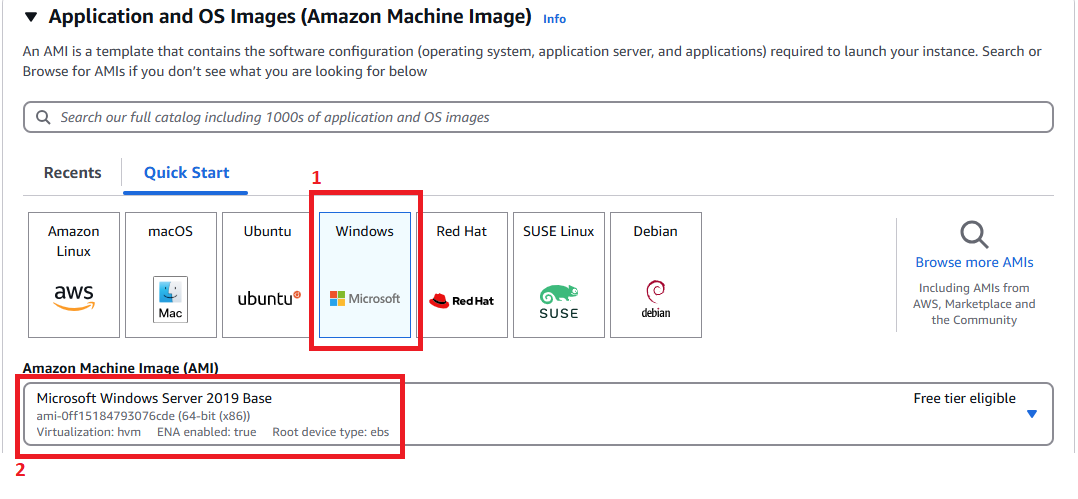 Application and OS Images (Amazon Machine Image) Info
An AMI is a template that contains the software configuration (operating system, application server, and applications) required to launch your instance. Search or
Browse for AMIs if you don’t see what you are looking for below
Search our full catalog including 1000s of application and OS images
Recents
Quick Start
1
Amazon
Linux
aws
macOS
Mac
Ubuntu
ubuntu
Windows
Microsoft
Red Hat
Red Hat
SUSE Linux
SUSE
Debian
debian
Browse more AMIs
Including AMIs from
AWS, Marketplace and
the Community
Amazon Machine Image (AMI)
Microsoft Windows Server 2019 Base
Free tier eligible
ami-0ff15184793076cde (64-bit (x86))
Virtualization: hvm ENA enabled: true Root device type: ebs
2